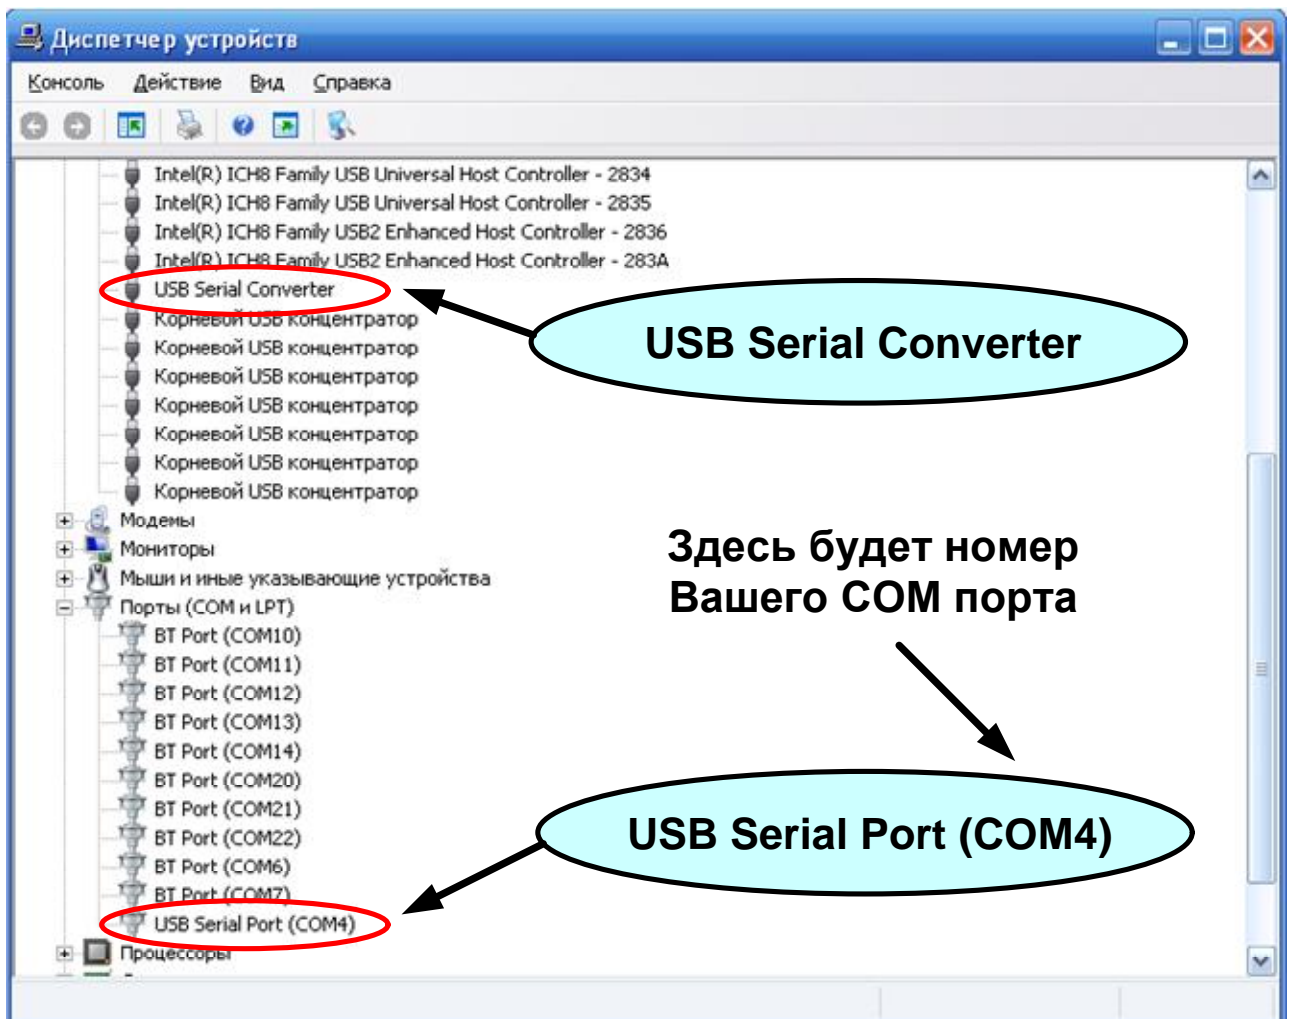 Диспетчер устройств
Консоль Действие Вид Справка
Intel(R) ICH8 Family USB Universal Host Controller - 2834
Intel(R) ICH8 Family USB Universal Host Controller - 2835
Intel(R) ICH8 Family USB2 Enhanced Host Controller - 2836
Intel(R) ICH8 Family USB2 Enhanced Host Controller - 283A
USB Serial Converter
Корневой USB концентратор
Корневой USB концентратор
Корневой USB концентратор
Корневой USB концентратор
Корневой USB концентратор
Корневой USB концентратор
Корневой USB концентратор
Модемы
Мониторы
Мыши и иные указывающие устройства
Порты (COM и LPT)
BT Port (COM10)
BT Port (COM11)
BT Port (COM12)
BT Port (COM13)
BT Port (COM14)
BT Port (COM20)
BT Port (COM21)
BT Port (COM22)
BT Port (COM6)
BT Port (COM7)
USB Serial Port (COM4)
Процессоры
USB Serial Converter
Здесь будет номер
Вашего COM порта
USB Serial Port (COM4)